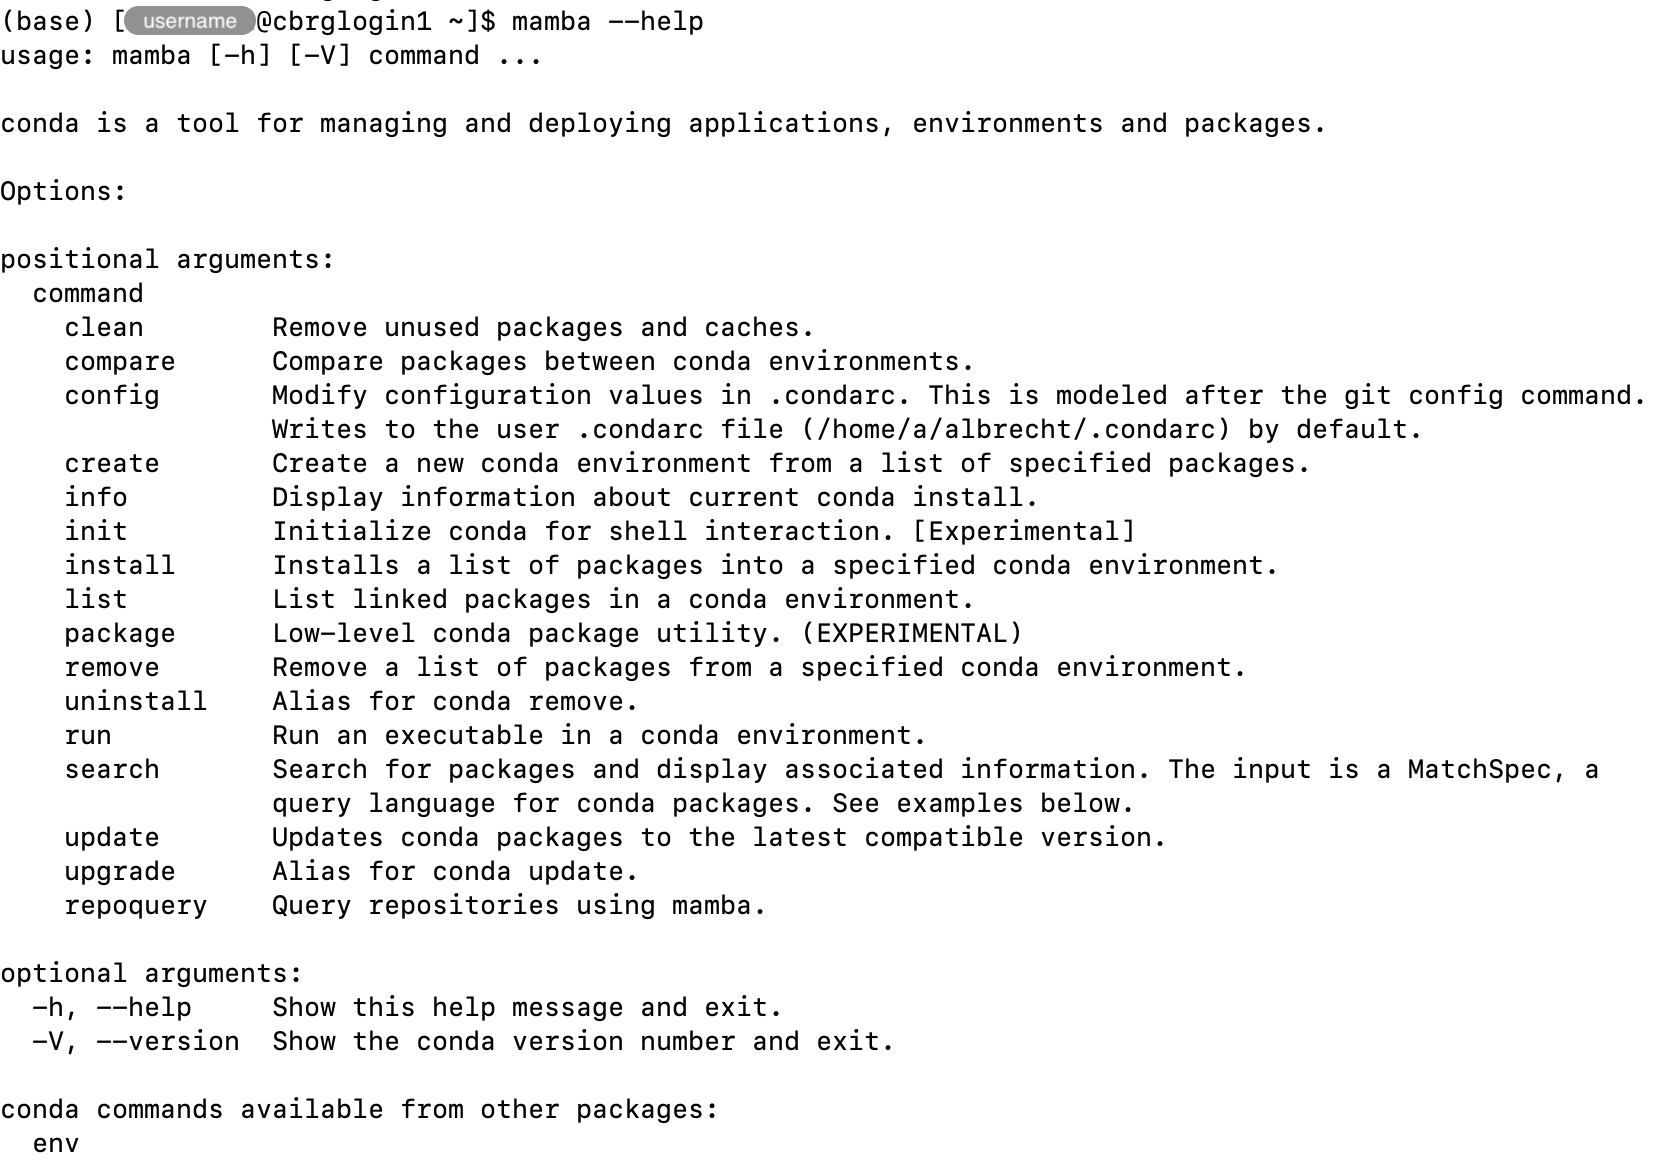 (base) [username@cbrglogin1 ~]$ mamba --help
usage: mamba [-h] [-V] command ...
conda is a tool for managing and deploying applications, environments and packages.
Options:
positional arguments:
  command
    clean        Remove unused packages and caches.
    compare      Compare packages between conda environments.
    config       Modify configuration values in .condarc. This is modeled after the git config command.
                 Writes to the user .condarc file (/home/a/albrecht/.condarc) by default.
    create       Create a new conda environment from a list of specified packages.
    info         Display information about current conda install.
    init         Initialize conda for shell interaction. [Experimental]
    install      Installs a list of packages into a specified conda environment.
    list         List linked packages in a conda environment.
    package      Low-level conda package utility. (EXPERIMENTAL)
    remove       Remove a list of packages from a specified conda environment.
    uninstall    Alias for conda remove.
    run          Run an executable in a conda environment.
    search       Search for packages and display associated information. The input is a MatchSpec, a
                 query language for conda packages. See examples below.
    update       Updates conda packages to the latest compatible version.
    upgrade      Alias for conda update.
    repoquery    Query repositories using mamba.
optional arguments:
  -h, --help     Show this help message and exit.
  -V, --version  Show the conda version number and exit.
conda commands available from other packages:
  env